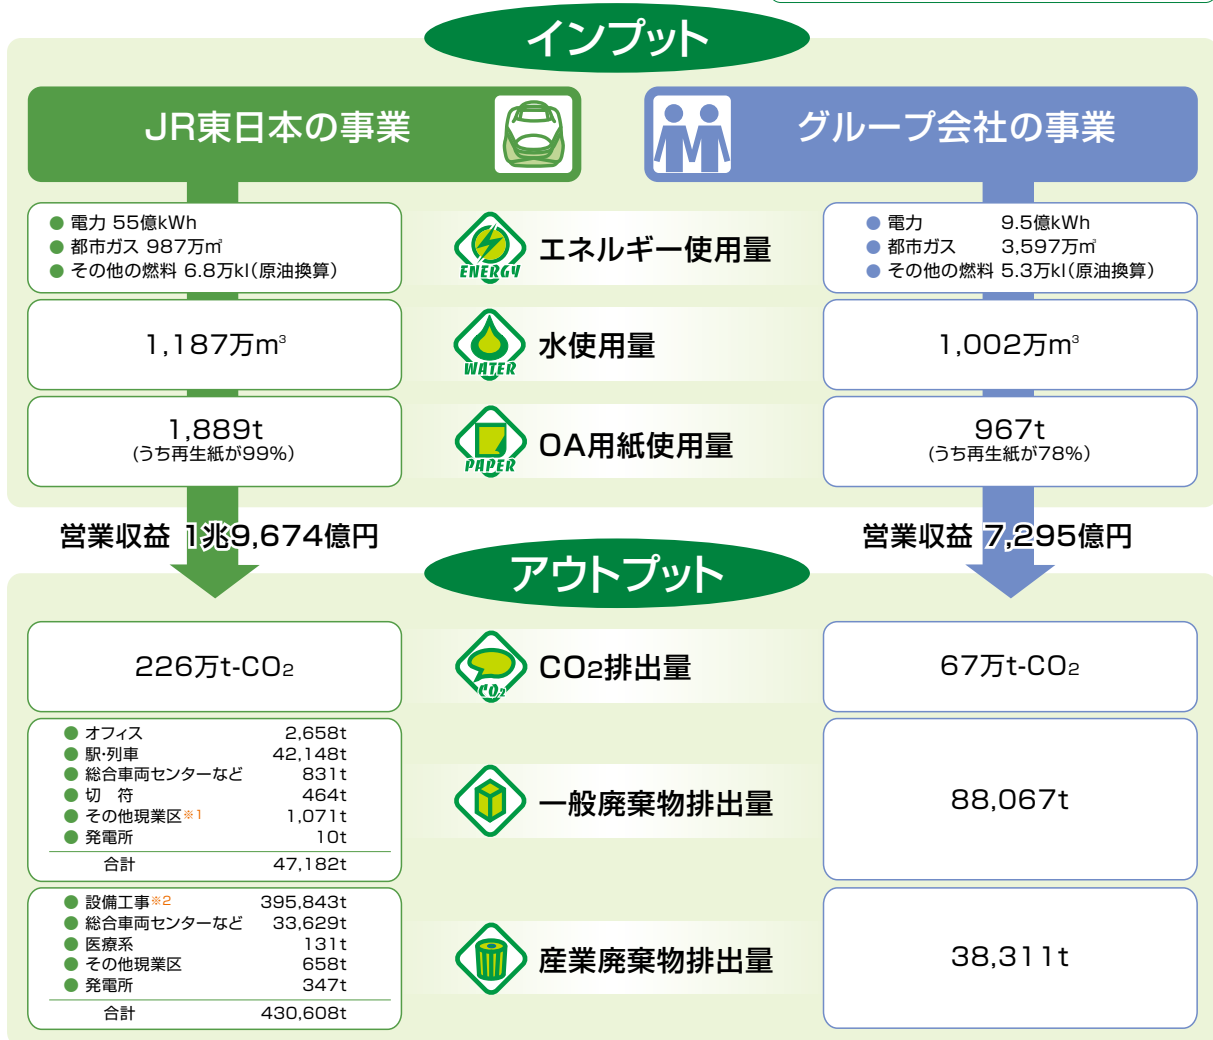 インプット
JR東日本の事業
グループ会社の事業
● 電力 55億kWh
● 都市ガス 987万㎥
● その他の燃料 6.8万kl(原油換算)
ENERGY
エネルギー使用量
● 電力 9.5億kWh
● 都市ガス 3,597万㎥
● その他の燃料 5.3万kl(原油換算)
1,187万m³
WATER
水使用量
1,002万m³
1,889t
(うち再生紙が99%)
PAPER
OA用紙使用量
967t
(うち再生紙が78%)
営業収益 1兆9,674億円
営業収益 7,295億円
アウトプット
226万t-CO₂
CO₂
CO₂排出量
67万t-CO₂
● オフィス 2,658t
● 駅・列車 42,148t
● 総合車両センターなど 831t
● 切 符 464t
● その他現業区※1 1,071t
● 発電所 10t
合計 47,182t
一般廃棄物排出量
88,067t
● 設備工事※2 395,843t
● 総合車両センターなど 33,629t
● 医療系 131t
● その他現業区 658t
● 発電所 347t
合計 430,608t
産業廃棄物排出量
38,311t